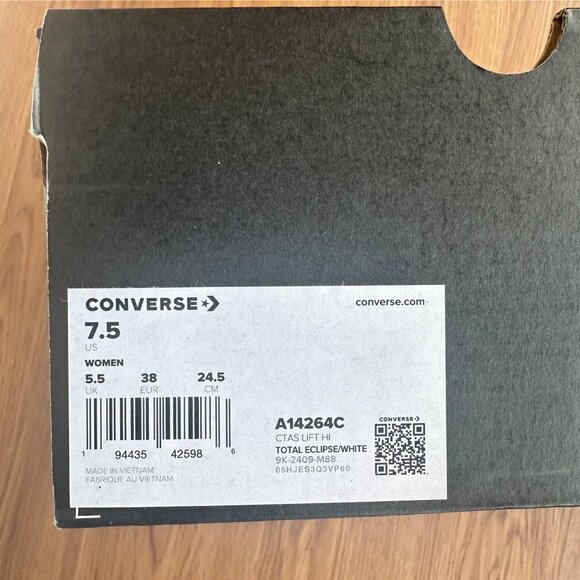 CONVERSE
converse.com
7.5
US
WOMEN
5.5 38 24.5
UK EUR CM
1 94435 42598 6
MADE IN VIETNAM
FABRIQUE AU VIETNAM
A14264C
CTAS LIFT HI
TOTAL ECLIPSE/WHITE
9K-2409-M88
05HJES3Q3VP60
CONVERSE